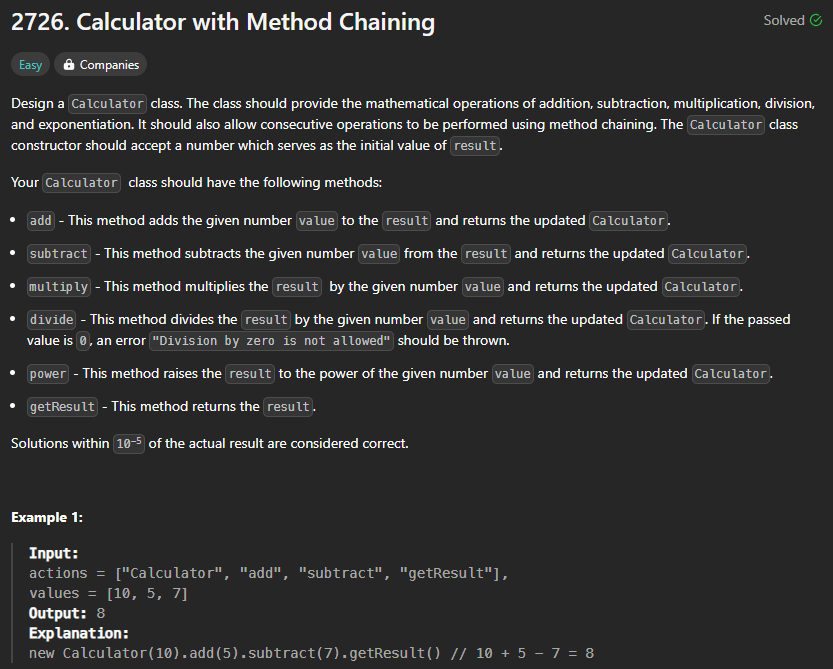 2726. Calculator with Method Chaining
Solved
Easy
Companies
Design a Calculator class. The class should provide the mathematical operations of addition, subtraction, multiplication, division,
and exponentiation. It should also allow consecutive operations to be performed using method chaining. The Calculator class
constructor should accept a number which serves as the initial value of result.
Your Calculator class should have the following methods:
• add - This method adds the given number value to the result and returns the updated Calculator.
• subtract - This method subtracts the given number value from the result and returns the updated Calculator.
• multiply - This method multiplies the result by the given number value and returns the updated Calculator.
• divide - This method divides the result by the given number value and returns the updated Calculator. If the passed
value is 0, an error "Division by zero is not allowed" should be thrown.
• power - This method raises the result to the power of the given number value and returns the updated Calculator.
• getResult - This method returns the result.
Solutions within 10⁻⁵ of the actual result are considered correct.
Example 1:
Input:
actions = ["Calculator", "add", "subtract", "getResult"],
values = [10, 5, 7]
Output: 8
Explanation:
new Calculator(10).add(5).subtract(7).getResult() // 10 + 5 - 7 = 8